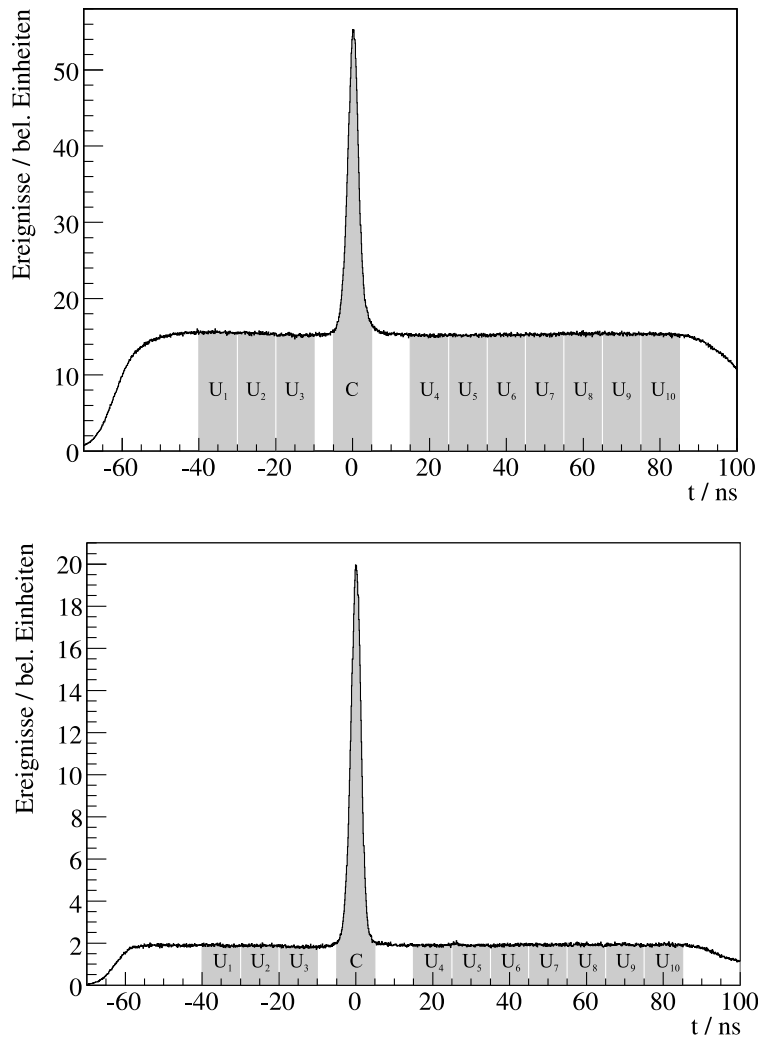 Ereignisse / bel. Einheiten
50
40
30
20
10
0
U₁ U₂ U₃ C U₄ U₅ U₆ U₇ U₈ U₉ U₁₀
-60 -40 -20 0 20 40 60 80 100
t / ns
Ereignisse / bel. Einheiten
20
18
16
14
12
10
8
6
4
2
0
U₁ U₂ U₃ C U₄ U₅ U₆ U₇ U₈ U₉ U₁₀
-60 -40 -20 0 20 40 60 80 100
t / ns